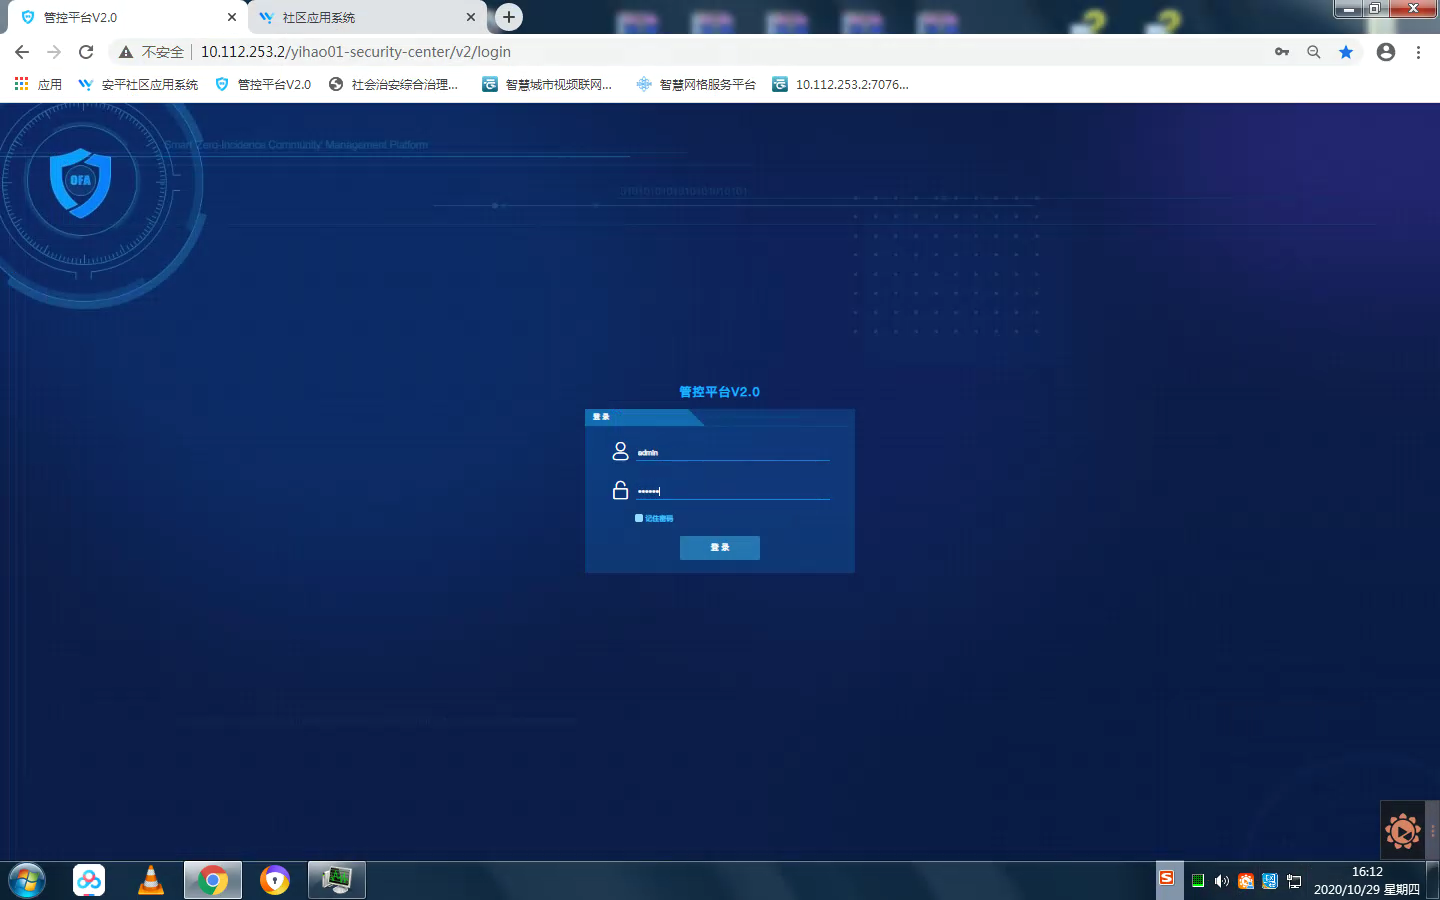 管控平台V2.0
社区应用系统
不安全
10.112.253.2/yihao01-security-center/v2/login
应用
安平社区应用系统
管控平台V2.0
社会治安综合治理...
智慧城市视频联网...
智慧网格服务平台
10.112.253.2:7076...
OFA
Smart Zero-Incidence Community Management Platform
管控平台V2.0
登 录
admin
记住密码
登 录
16:12
2020/10/29 星期四